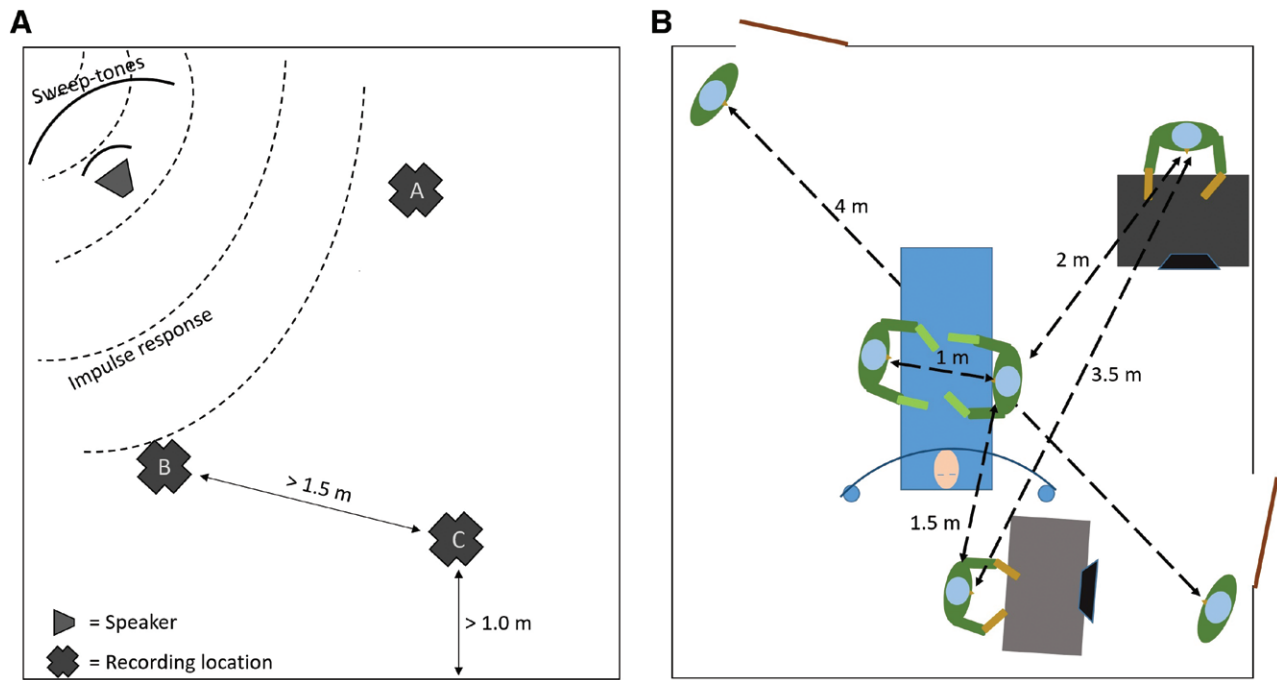 A
Sweep-tones
A
Impulse response
B
> 1.5 m
C
> 1.0 m
= Speaker
= Recording location
B
4 m
2 m
1 m
3.5 m
1.5 m